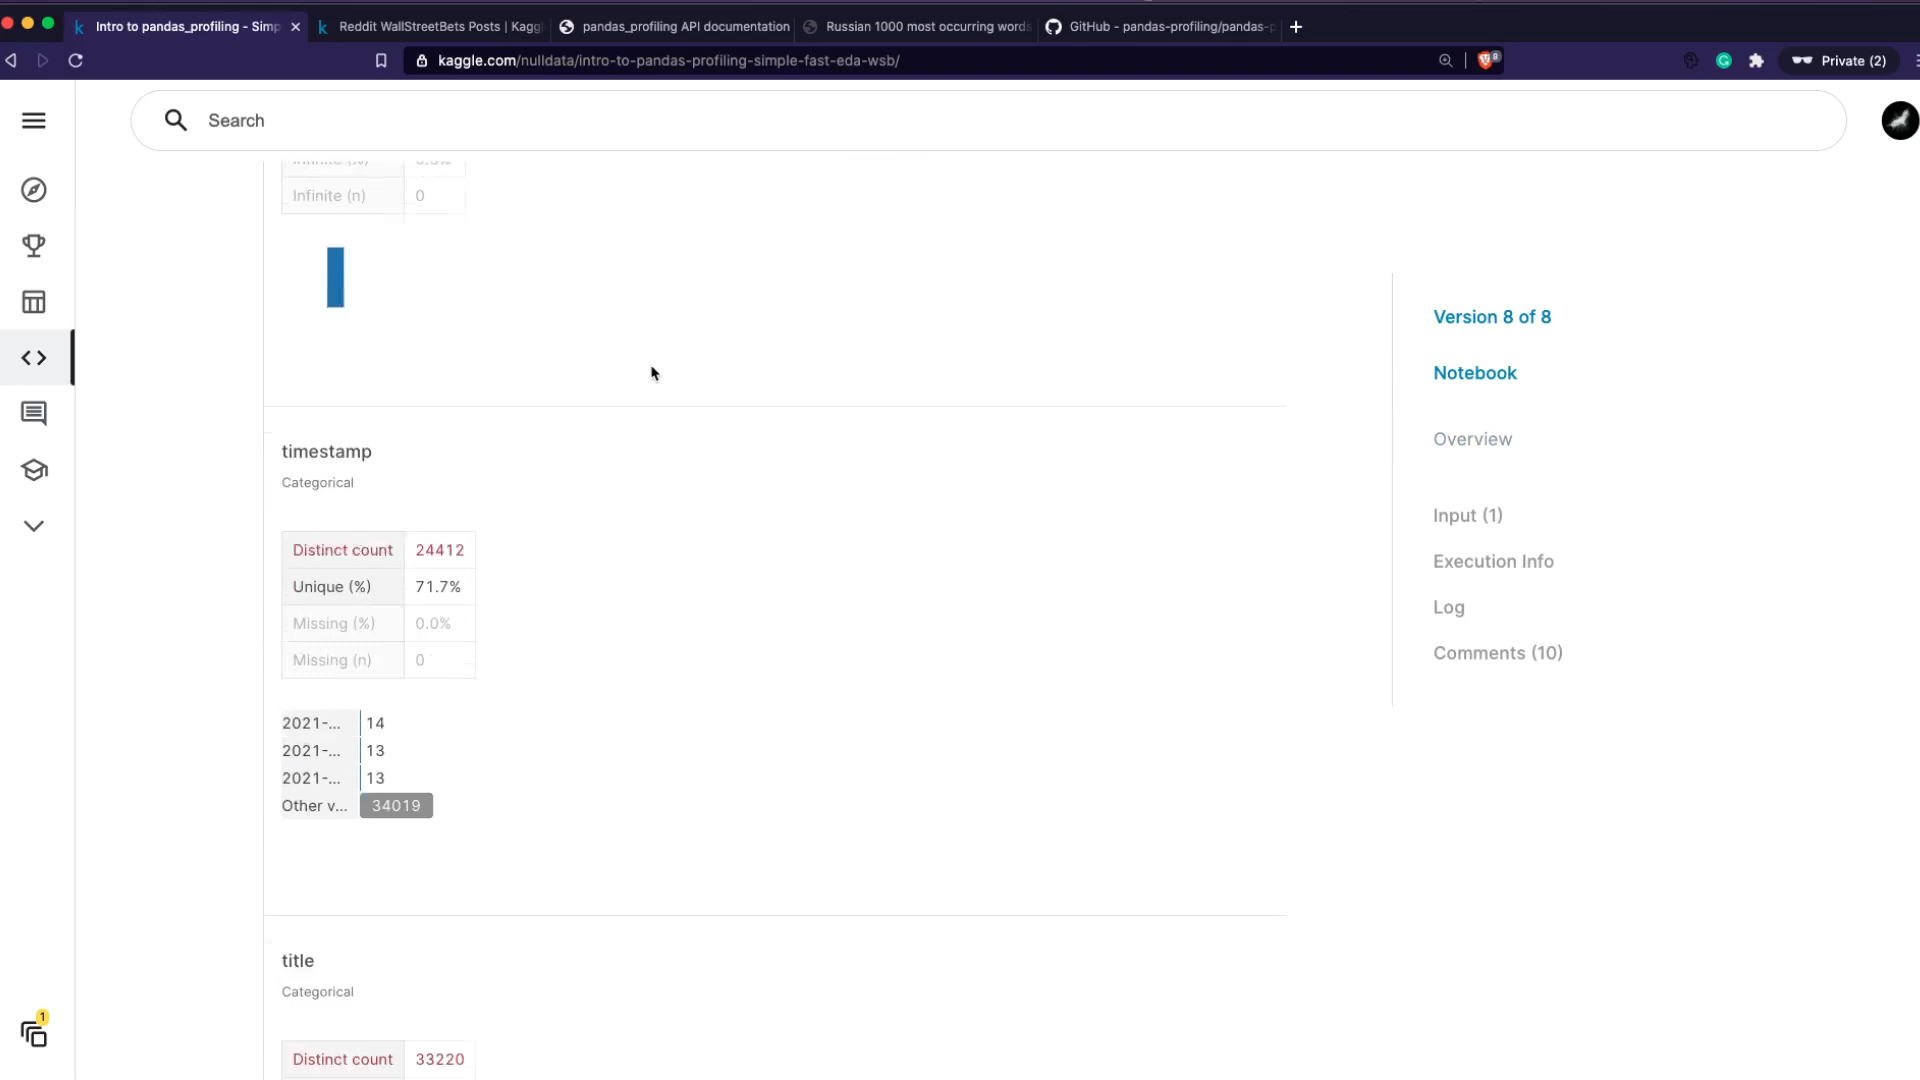 Intro to pandas_profiling - Simp
Reddit WallStreetBets Posts | Kagg
pandas_profiling API documentation
Russian 1000 most occurring words
GitHub - pandas-profiling/pandas-p
kaggle.com/nulldata/intro-to-pandas-profiling-simple-fast-eda-wsb/
8
Private (2)
Search
Infinite (n) 0
timestamp
Categorical
Distinct count 24412
Unique (%) 71.7%
Missing (%) 0.0%
Missing (n) 0
2021-... 14
2021-... 13
2021-... 13
Other v... 34019
title
Categorical
Distinct count 33220
Version 8 of 8
Notebook
Overview
Input (1)
Execution Info
Log
Comments (10)
1